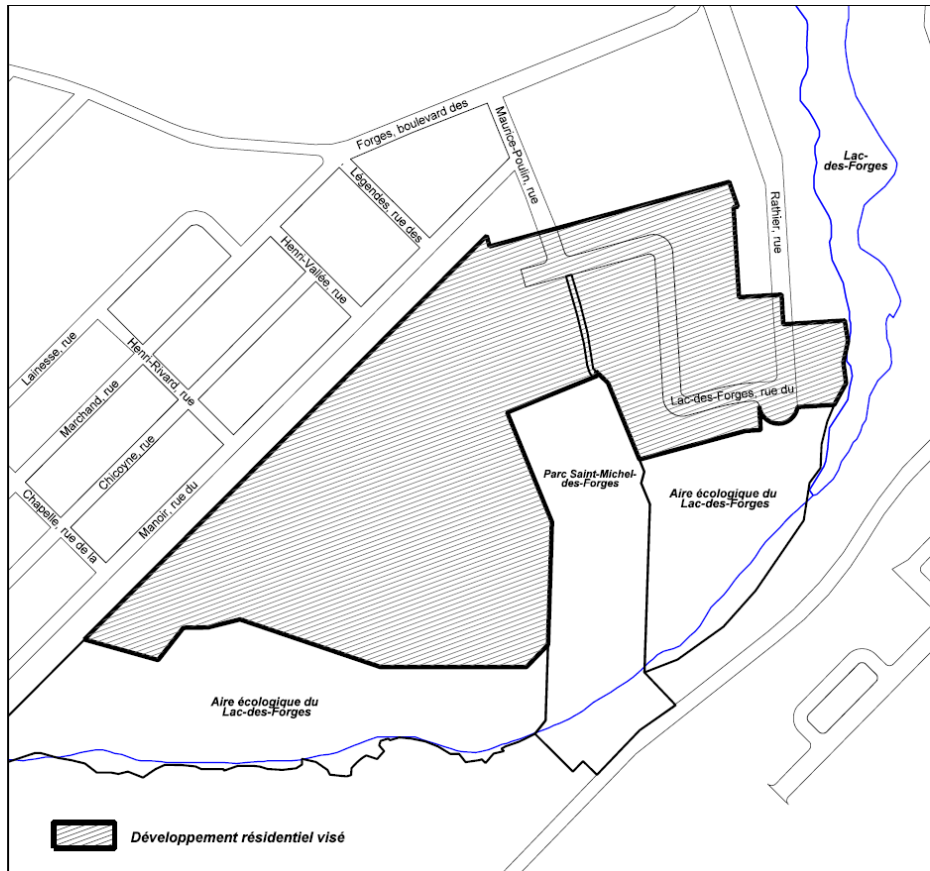 Forges, boulevard des
Maurice-Poulin, rue
Légendes, rue des
Henri-Vallée, rue
Rathier, rue
Lac-
des-Forges
Lainesse, rue
Henri-Rivard, rue
Marchand, rue
Chicoyne, rue
Manoir, rue du
Chapelle, rue de la
Lac-des-Forges, rue du
Parc Saint-Michel-
des-Forges
Aire écologique du
Lac-des-Forges
Aire écologique du
Lac-des-Forges
Développement résidentiel visé